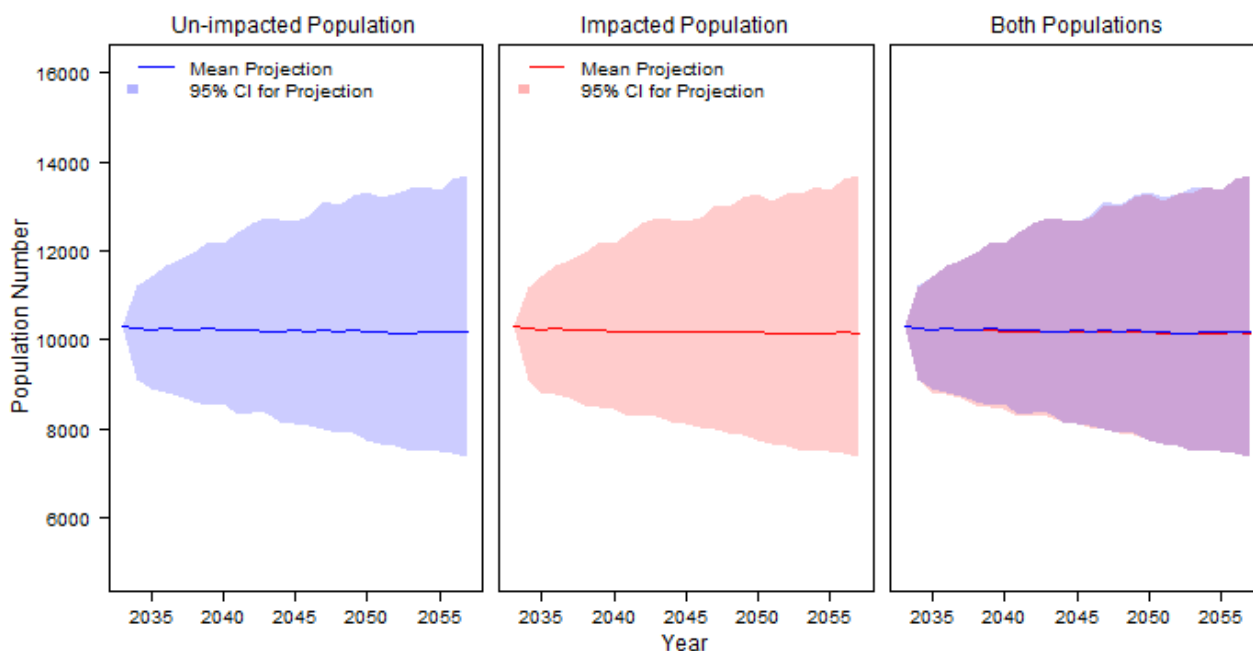 Un-impacted Population
Impacted Population
Both Populations
Mean Projection
95% CI for Projection
Mean Projection
95% CI for Projection
Population Number
16000
14000
12000
10000
8000
6000
2035 2040 2045 2050 2055
2035 2040 2045 2050 2055
2035 2040 2045 2050 2055
Year